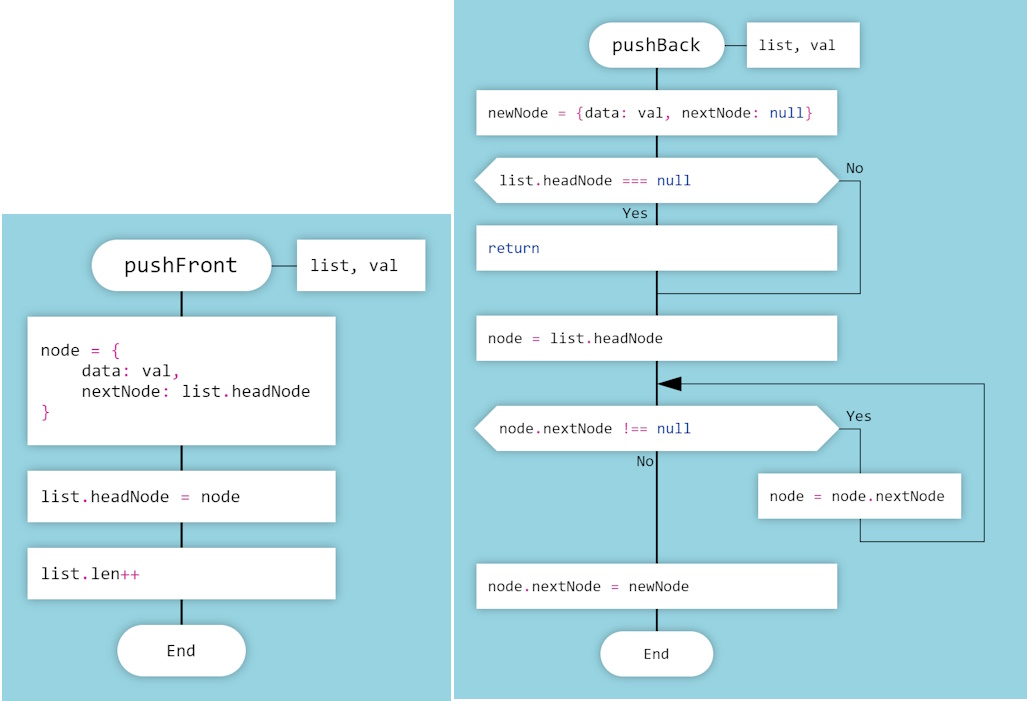 pushFront
list, val
node = {
data: val,
nextNode: list.headNode
}
list.headNode = node
list.len++
End
pushBack
list, val
newNode = {data: val, nextNode: null}
list.headNode === null
No
Yes
return
node = list.headNode
node.nextNode !== null
Yes
No
node = node.nextNode
node.nextNode = newNode
End